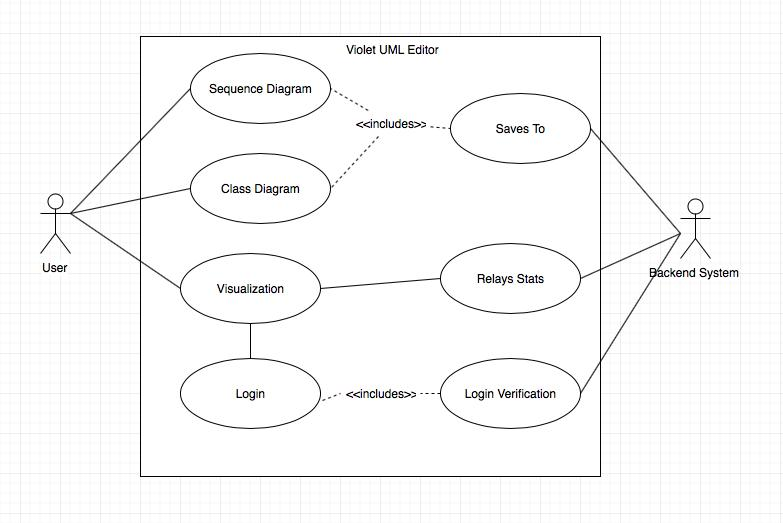 Violet UML Editor
Sequence Diagram
<<includes>>
Saves To
Class Diagram
User
Backend System
Visualization
Relays Stats
Login
<<includes>>
Login Verification